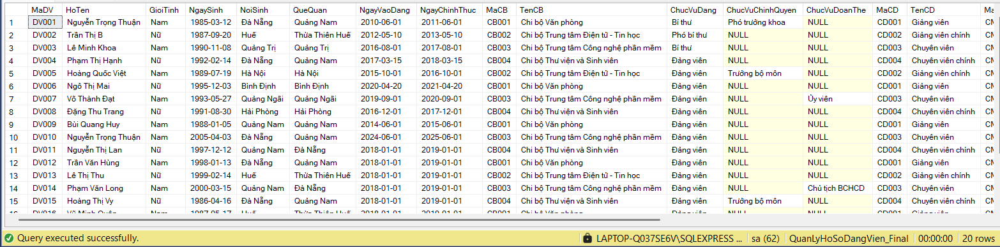 MaDV HoTen GioiTinh NgaySinh NoiSinh QueQuan NgayVaoDang NgayChinhThuc MaCB TenCB ChucVuDang ChucVuChinhQuyen ChucVuDoanThe MaCD TenCD Ma
1 DV001 Nguyễn Trọng Thuận Nam 1985-03-12 Đà Nẵng Quảng Nam 2010-06-01 2011-06-01 CB001 Chi bộ Văn phòng Bí thư Phó trưởng khoa NULL CD001 Giảng viên CM
2 DV002 Trần Thị B Nữ 1987-09-20 Huế Thừa Thiên Huế 2012-05-10 2013-05-10 CB002 Chi bộ Trung tâm Điện tử - Tin học Phó bí thư NULL NULL CD002 Giảng viên chính CM
3 DV003 Lê Minh Khoa Nam 1990-11-08 Quảng Trị Quảng Trị 2016-08-01 2017-08-01 CB003 Chi bộ Trung tâm Công nghệ phần mềm Bí thư NULL NULL CD003 Chuyên viên CM
4 DV004 Phạm Thị Hạnh Nữ 1992-02-14 Đà Nẵng Quảng Nam 2017-03-15 2018-03-15 CB004 Chi bộ Thư viện và Sinh viên Đảng viên NULL NULL CD004 Chuyên viên chính CM
5 DV005 Hoàng Quốc Việt Nam 1989-07-19 Hà Nội Hà Nội 2015-10-01 2016-10-01 CB002 Chi bộ Trung tâm Điện tử - Tin học Đảng viên Trưởng bộ môn NULL CD002 Giảng viên chính CM
6 DV006 Ngô Thị Mai Nữ 1995-12-03 Bình Định Bình Định 2020-04-20 2021-04-20 CB001 Chi bộ Văn phòng Đảng viên NULL NULL CD001 Giảng viên CM
7 DV007 Võ Thành Đạt Nam 1993-05-27 Quảng Ngãi Quảng Ngãi 2019-09-01 2020-09-01 CB003 Chi bộ Trung tâm Công nghệ phần mềm Đảng viên NULL Ủy viên CD003 Chuyên viên CM
8 DV008 Đặng Thu Trang Nữ 1991-08-30 Hải Phòng Hải Phòng 2016-12-01 2017-12-01 CB004 Chi bộ Thư viện và Sinh viên Đảng viên NULL NULL CD004 Chuyên viên chính CM
9 DV009 Bùi Quang Huy Nam 1988-01-05 Quảng Nam Quảng Nam 2014-06-01 2015-06-01 CB001 Chi bộ Văn phòng Đảng viên NULL NULL CD001 Giảng viên CM
10 DV010 Nguyễn Trọng Thuận Nam 2005-04-03 Đà Nẵng Quảng Nam 2024-06-01 2025-06-01 CB003 Chi bộ Trung tâm Công nghệ phần mềm Đảng viên NULL NULL CD003 Chuyên viên CM
11 DV011 Nguyễn Thị Lan Nữ 1997-12-12 Quảng Nam Đà Nẵng 2018-01-01 2019-01-01 CB004 Chi bộ Thư viện và Sinh viên Đảng viên NULL NULL CD004 Chuyên viên chính CM
12 DV012 Trần Văn Hùng Nam 1998-01-13 Đà Nẵng Quảng Nam 2018-01-01 2019-01-01 CB001 Chi bộ Văn phòng Đảng viên NULL NULL CD001 Giảng viên CM
13 DV013 Lê Thị Thu Nữ 1999-02-14 Huế Thừa Thiên Huế 2018-01-01 2019-01-01 CB002 Chi bộ Trung tâm Điện tử - Tin học Đảng viên NULL NULL CD002 Giảng viên chính CM
14 DV014 Phạm Văn Long Nam 2000-03-15 Quảng Nam Đà Nẵng 2018-01-01 2019-01-01 CB003 Chi bộ Trung tâm Công nghệ phần mềm Đảng viên NULL Chủ tịch BCHCD CD003 Chuyên viên CM
15 DV015 Hoàng Thị Vy Nữ 1986-04-16 Đà Nẵng Quảng Nam 2018-01-01 2019-01-01 CB004 Chi bộ Thư viện và Sinh viên Đảng viên Trưởng bộ môn NULL CD004 Chuyên viên chính CM
16 DV016 Vũ Minh Quân Nam 1987-05-17 Huế Thừa Thiên Huế 2018-01-01 2019-01-01 CB001 Chi bộ Văn phòng Đảng viên NULL NULL CD001 Giảng viên CM
Query executed successfully. LAPTOP-Q037SE6V\SQLEXPRESS ... sa (62) QuanLyHoSoDangVien_Final 00:00:00 20 rows